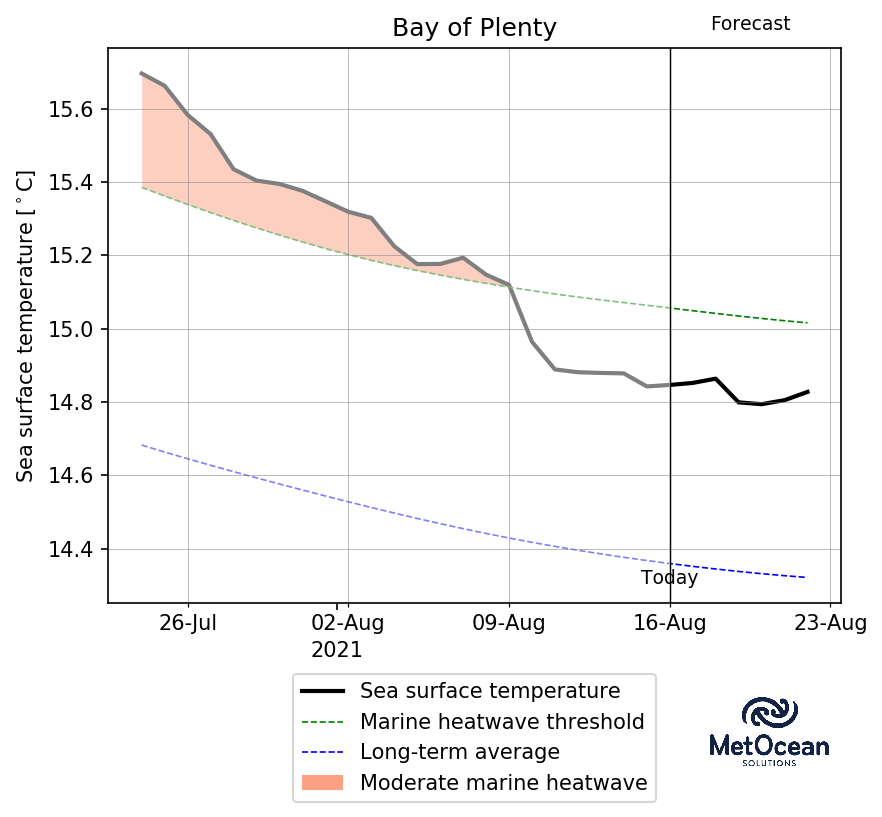 Bay of Plenty
Forecast
Sea surface temperature [°C]
15.6
15.4
15.2
15.0
14.8
14.6
14.4
Today
26-Jul
02-Aug
09-Aug
16-Aug
23-Aug
2021
Sea surface temperature
Marine heatwave threshold
Long-term average
Moderate marine heatwave
MetOcean
SOLUTIONS